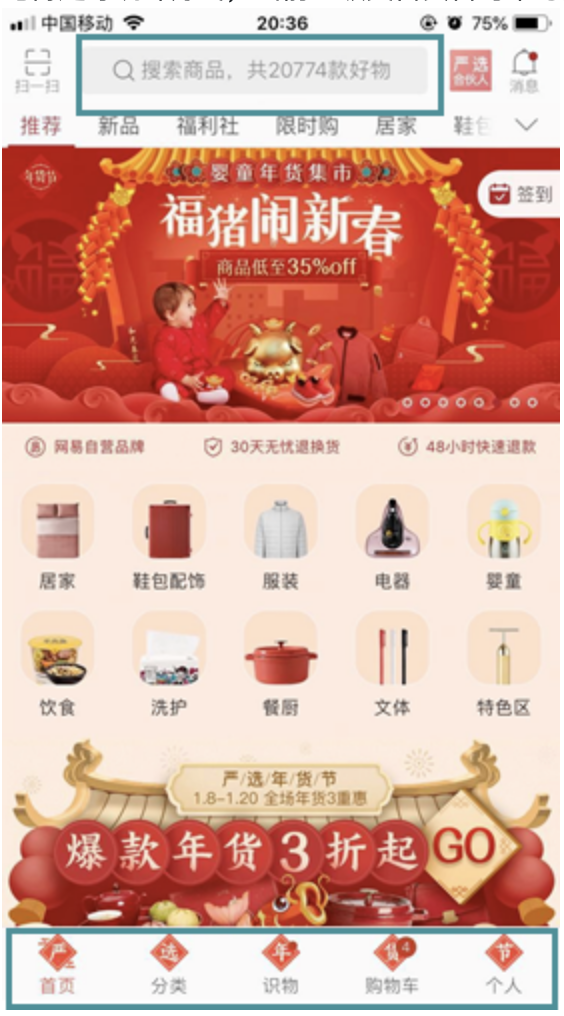 中国移动 20:36 75%
扫一扫 搜索商品，共20774款好物 严选合伙人 消息
推荐 新品 福利社 限时购 居家 鞋包
年货节
婴童年货集市
签到
福猪闹新春
商品低至35%off
网易自营品牌 30天无忧退换货 48小时快速退款
居家 鞋包配饰 服装 电器 婴童
饮食 洗护 餐厨 文体 特色区
严/选/年/货/节
1.8-1.20 全场年货3重惠
爆款年货3折起 GO
严 选 年 货 4 节
首页 分类 识物 购物车 个人